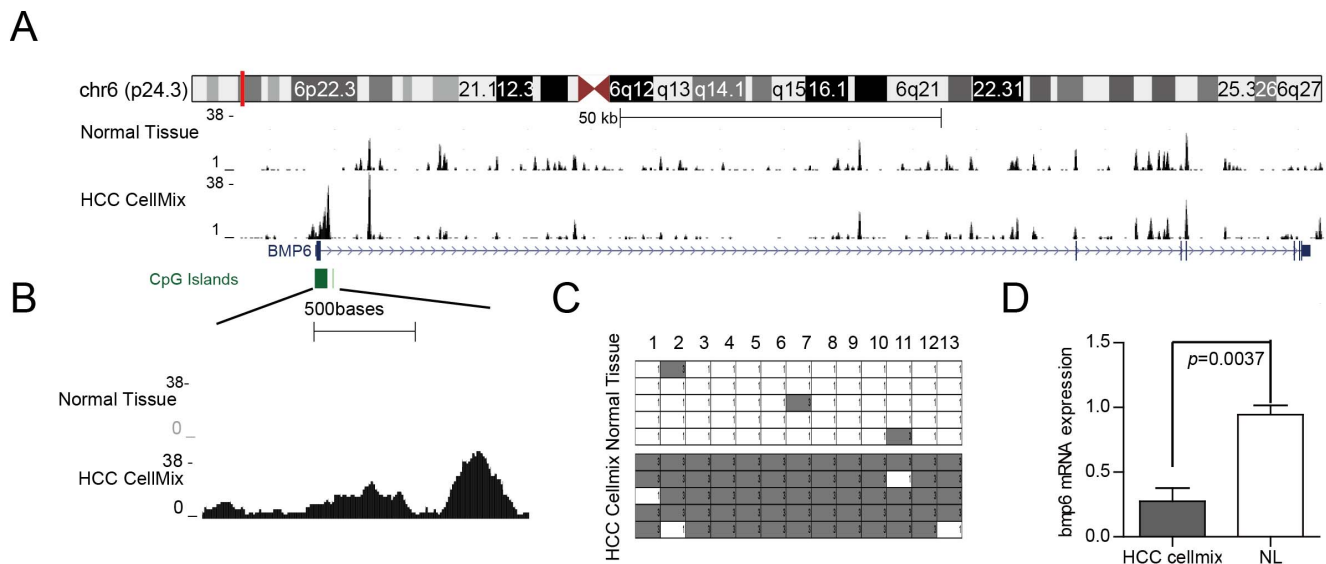 A
chr6 (p24.3)
6p22.3
21.1
12.3
6q12
q13
q14.1
q15
16.1
6q21
22.31
25.3
26
6q27
38 -
50 kb
Normal Tissue
1 _
38 -
HCC CellMix
1 _
BMP6
CpG Islands
B
500bases
38-
Normal Tissue
0 _
38 -
HCC CellMix
0 _
C
1 2 3 4 5 6 7 8 9 10 11 12 13
Normal Tissue
HCC Cellmix
D
bmp6 mRNA expression
1.5
1.0
0.5
0.0
p=0.0037
HCC cellmix
NL